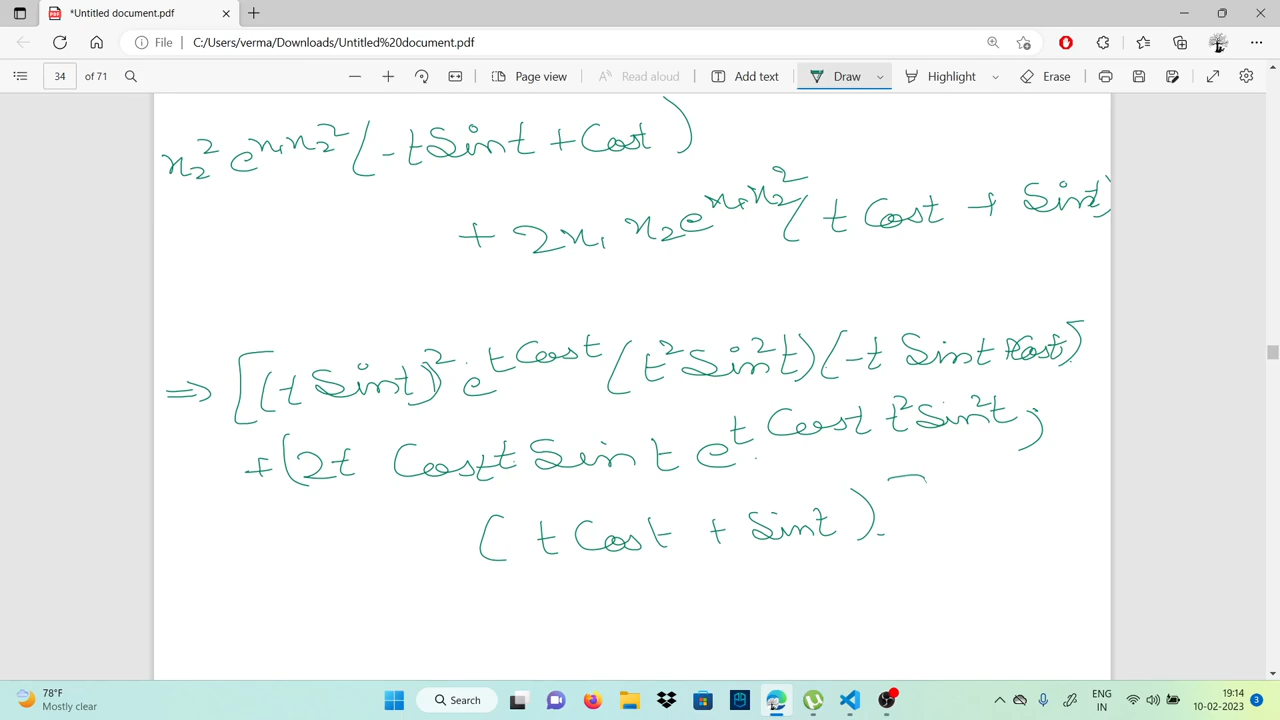 *Untitled document.pdf
File C:/Users/verma/Downloads/Untitled%20document.pdf
34 of 71 Page view Read aloud Add text Draw Highlight Erase
x₂² e^{x₁x₂²} (-t Sint + Cost)
+ 2x₁ x₂ e^{x₁x₂²} (t Cost + Sint)
⇒ [(t Sint)² · e^{t Cost} (t² Sin²t) (-t Sint + Cost)
+ (2t Cost t · Sin t e^{t Cost t² Sin²t})
(t Cost + Sint).
78°F
Mostly clear
Search
ENG
IN
19:14
10-02-2023
3